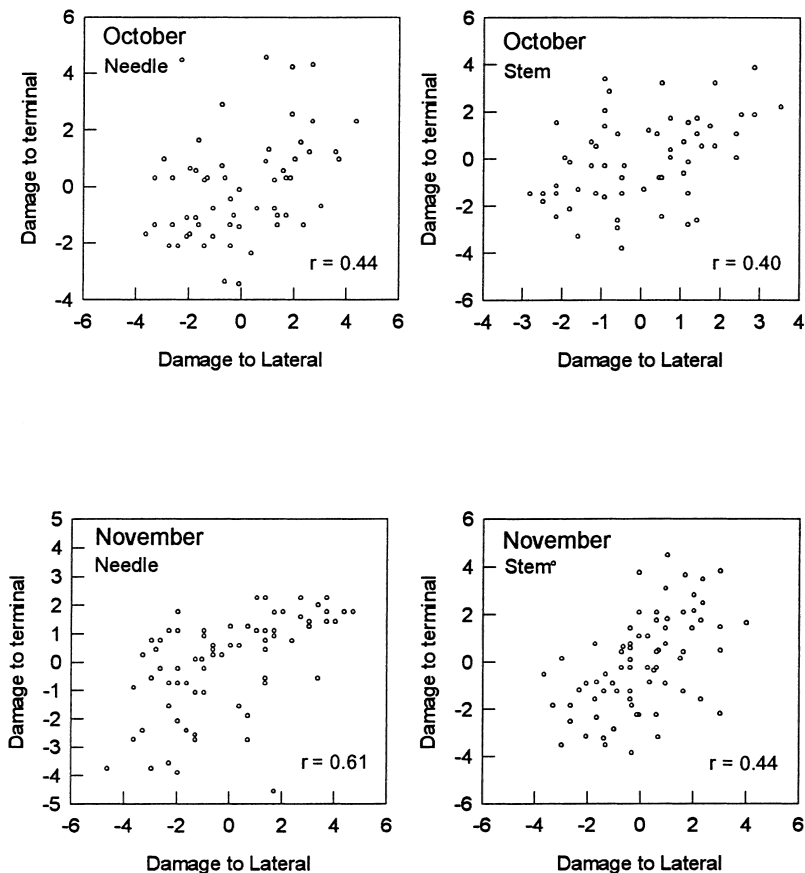 October
Needle
Damage to terminal
6
4
2
0
-2
-4
r = 0.44
-6 -4 -2 0 2 4 6
Damage to Lateral
October
Stem
Damage to terminal
6
4
2
0
-2
-4
-6
r = 0.40
-4 -3 -2 -1 0 1 2 3 4
Damage to Lateral
November
Needle
Damage to terminal
5
4
3
2
1
0
-1
-2
-3
-4
-5
r = 0.61
-6 -4 -2 0 2 4 6
Damage to Lateral
November
Stem
Damage to terminal
6
4
2
0
-2
-4
-6
r = 0.44
-4 -2 0 2 4 6
Damage to Lateral